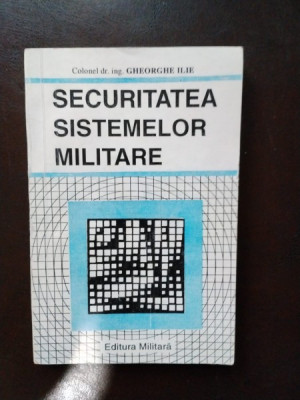 Colonel dr. ing. GHEORGHE ILIE
SECURITATEA
SISTEMELOR
MILITARE
Editura Militară